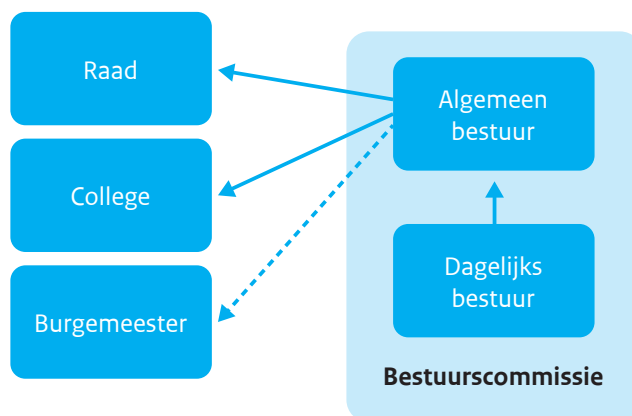 Raad
College
Burgemeester
Algemeen
bestuur
Dagelijks
bestuur
Bestuurscommissie